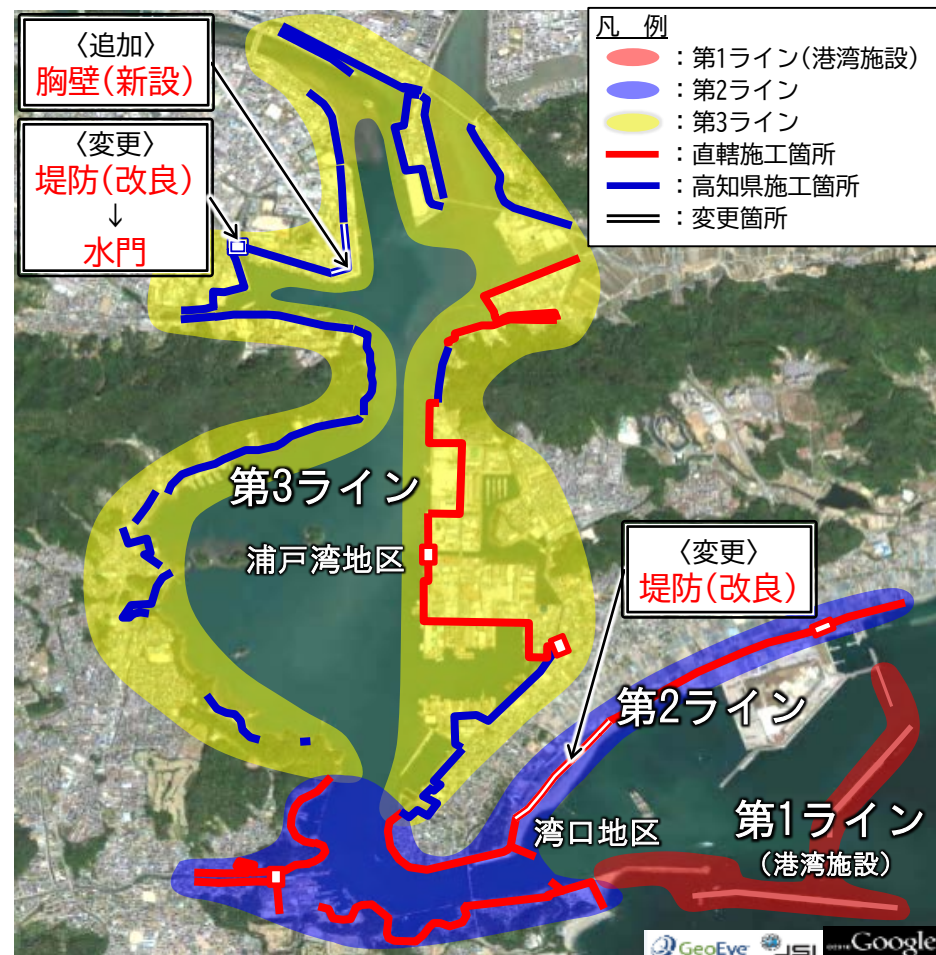 〈追加〉
胸壁(新設)
〈変更〉
堤防(改良)
↓
水門
凡 例
:第1ライン(港湾施設)
:第2ライン
:第3ライン
:直轄施工箇所
:高知県施工箇所
:変更箇所
第3ライン
浦戸湾地区
〈変更〉
堤防(改良)
第2ライン
湾口地区
第1ライン
(港湾施設)
GeoEye
JSI
Google